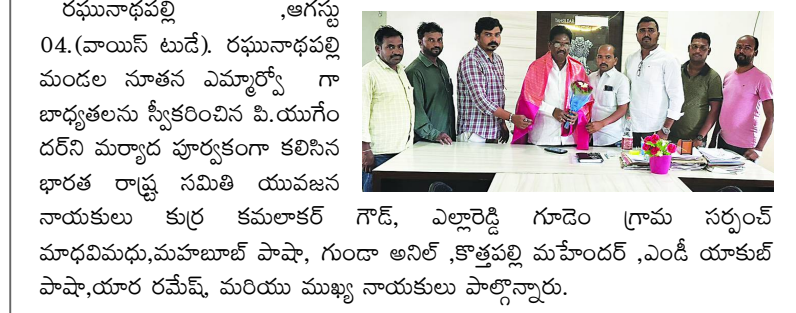 రఘునాథపల్లి ,ఆగస్టు
04.(వాయిస్ టుడే). రఘునాథపల్లి
మండల నూతన ఎమ్మార్వో గా
బాధ్యతలను స్వీకరించిన పి.యుగేం
దర్‌ని మర్యాద పూర్వకంగా కలిసిన
భారత రాష్ట్ర సమితి యువజన
నాయకులు కుర్ర కమలాకర్ గౌడ్, ఎల్లారెడ్డి గూడెం గ్రామ సర్పంచ్
మాధవిమధు,మహబూబ్ పాషా, గుండా అనిల్ ,కొత్తపల్లి మహేందర్ ,ఎండీ యాకుబ్
పాషా,యార రమేష్, మరియు ముఖ్య నాయకులు పాల్గొన్నారు.